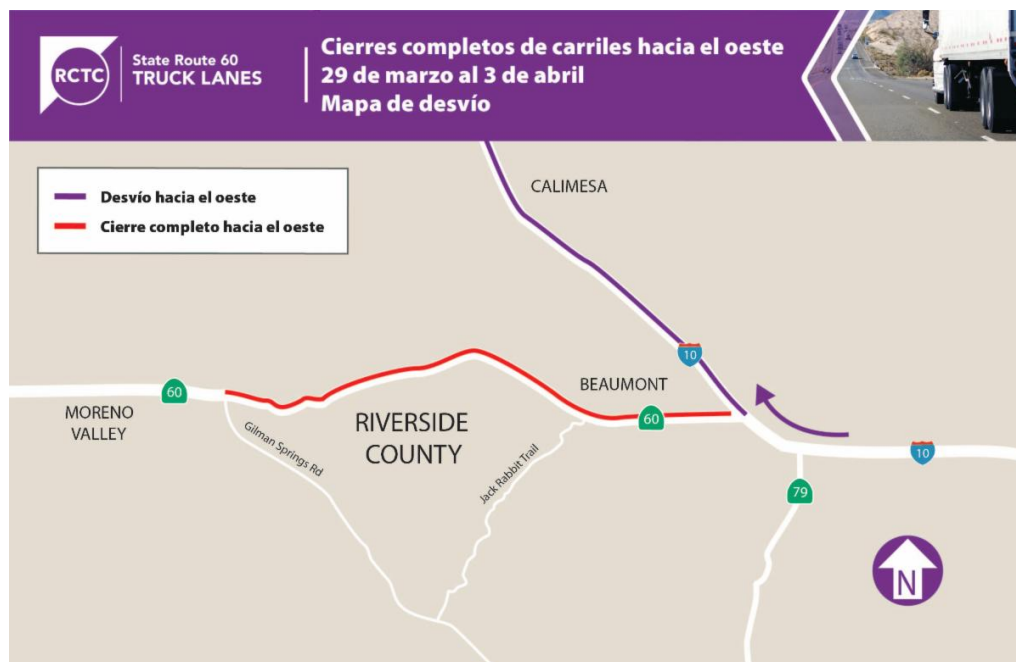 RCTC
State Route 60
TRUCK LANES
Cierres completos de carriles hacia el oeste
29 de marzo al 3 de abril
Mapa de desvío
Desvío hacia el oeste
Cierre completo hacia el oeste
CALIMESA
10
BEAUMONT
60
MORENO
VALLEY
RIVERSIDE
COUNTY
60
Gilman Springs Rd
Jack Rabbit Trail
10
79
N